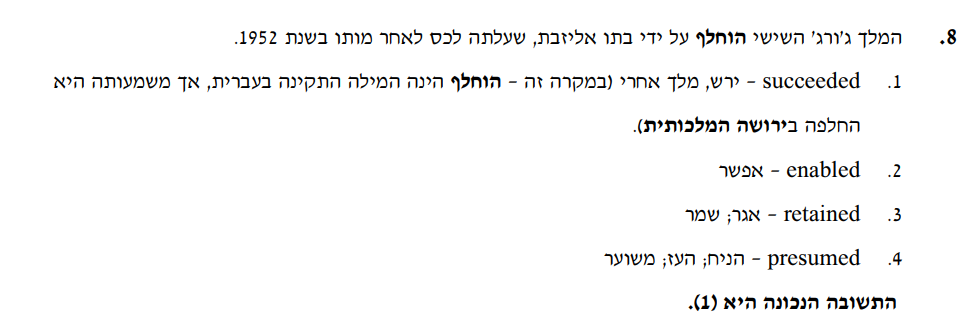 8. המלך ג'ורג' השישי הוחלף על ידי בתו אליזבת, שעלתה לכס לאחר מותו בשנת 1952.
1. succeeded – ירש, מלך אחרי (במקרה זה – הוחלף הינה המילה התקינה בעברית, אך משמעותה היא
החלפה בירושה המלכותית).
2. enabled – אפשר
3. retained – אגר; שמר
4. presumed – הניח; העז; משוער
התשובה הנכונה היא (1).